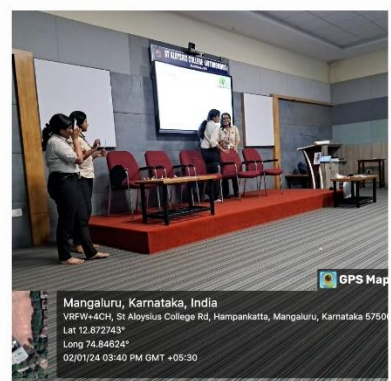 ST ALOYSIUS COLLEGE (AUTONOMOUS)
GPS Map
Mangaluru, Karnataka, India
VRFW+4CH, St Aloysius College Rd, Hampankatta, Mangaluru, Karnataka 57500
Lat 12.872743°
Long 74.84624°
02/01/24 03:40 PM GMT +05:30